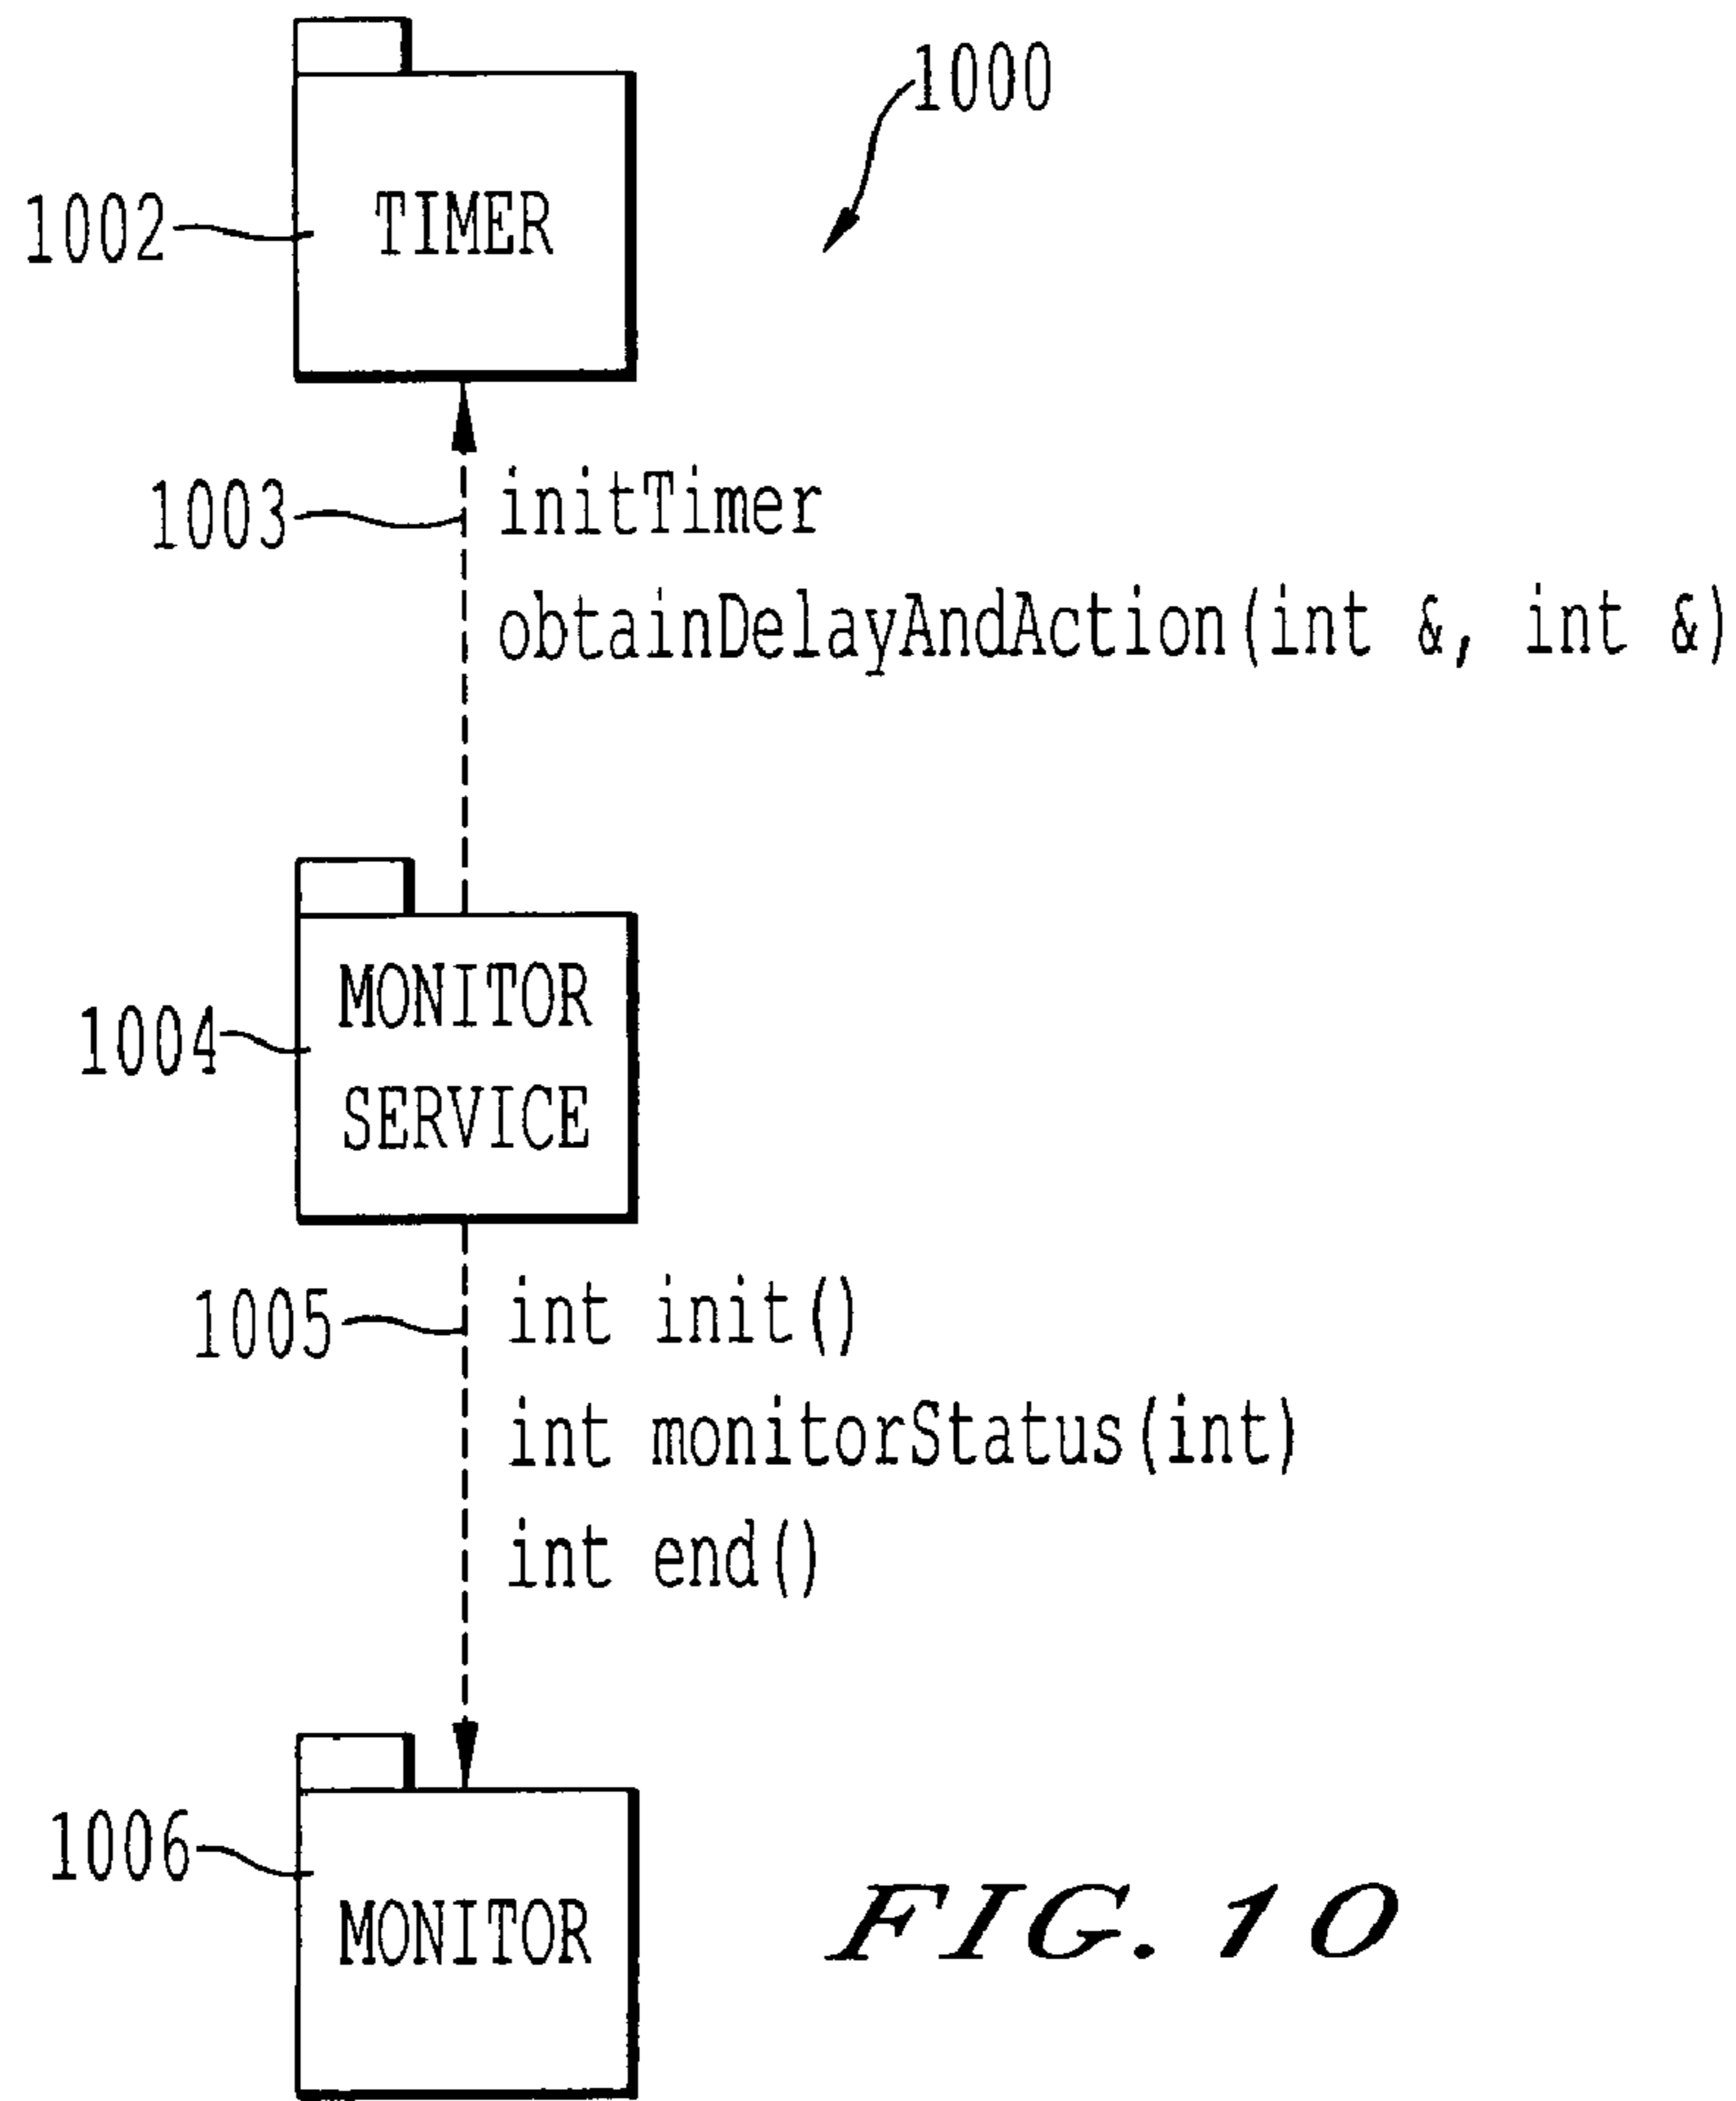 1000
1002
TIMER
1003
initTimer
obtainDelayAndAction(int &, int &)
MONITOR
1004
SERVICE
1005
int init()
int monitorStatus(int)
int end()
1006
MONITOR
FIG. 10